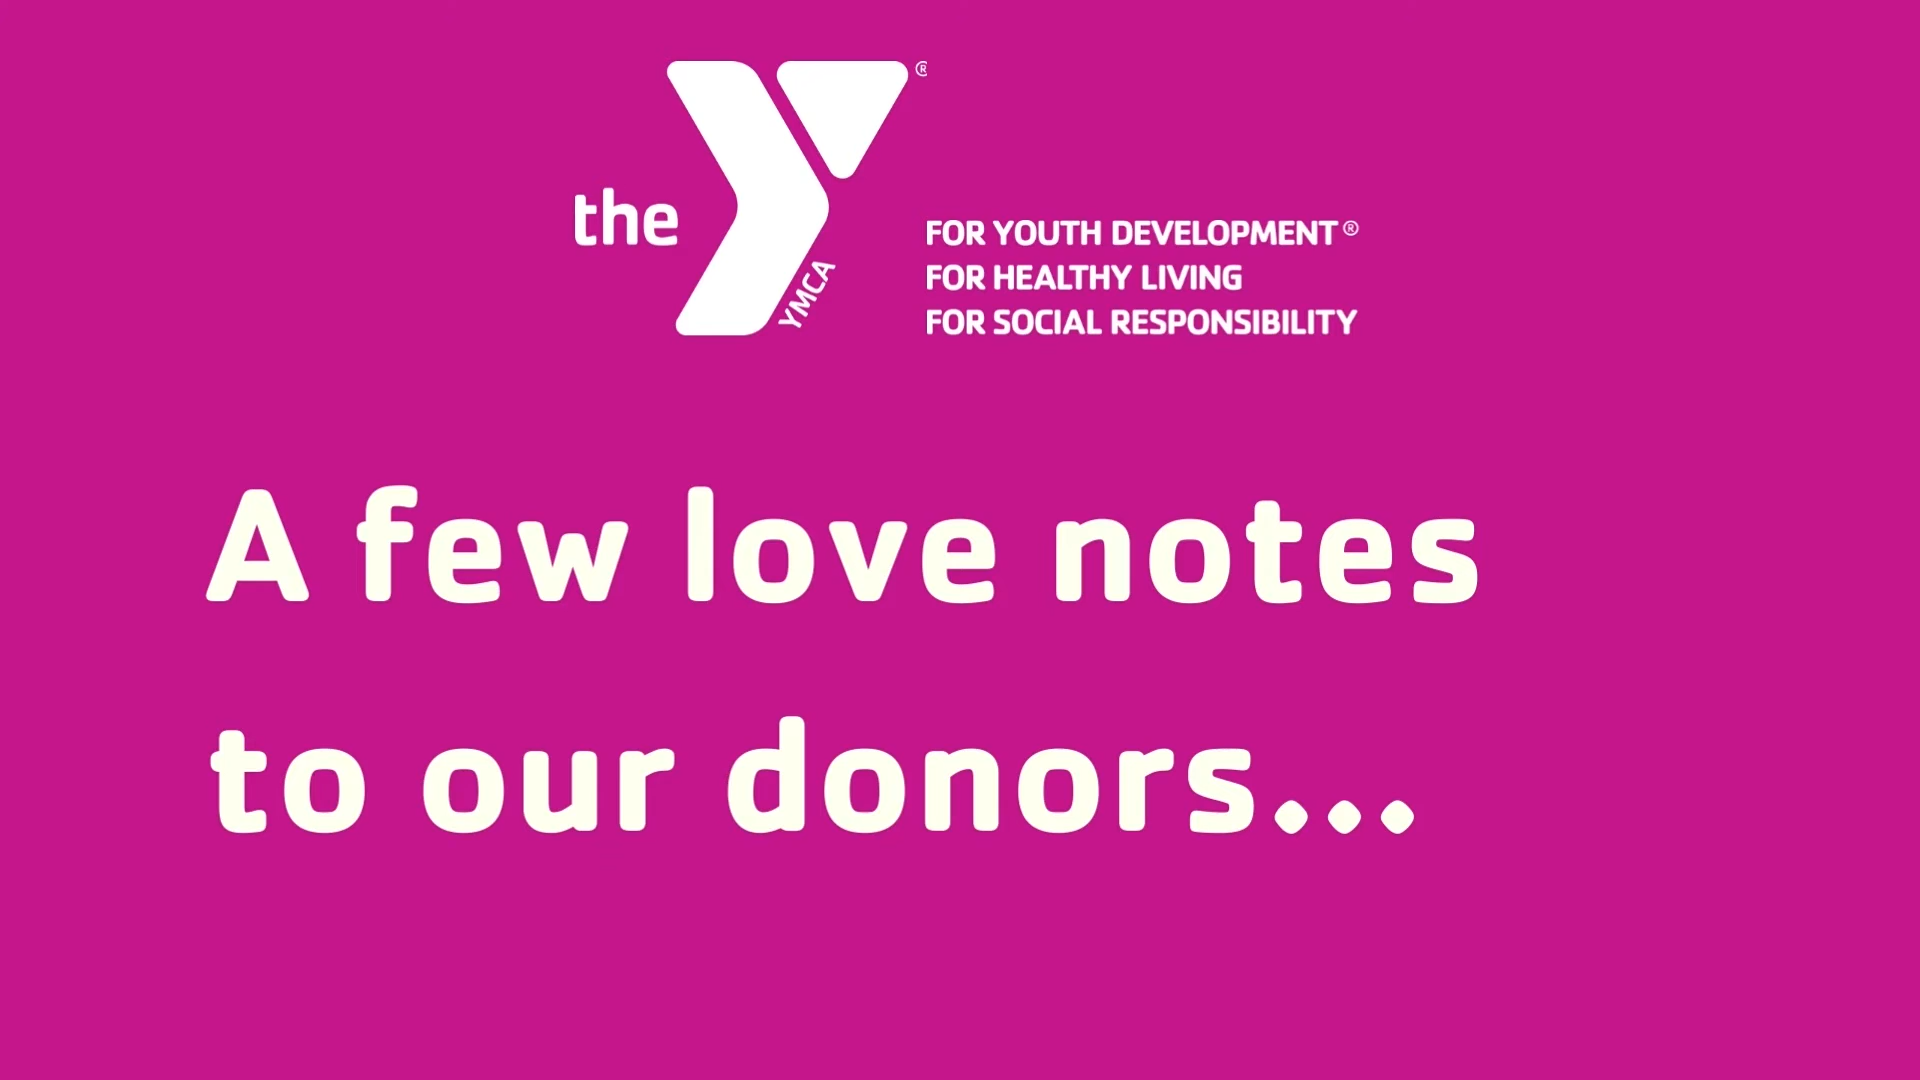 the
YMCA
®
FOR YOUTH DEVELOPMENT®
FOR HEALTHY LIVING
FOR SOCIAL RESPONSIBILITY
A few love notes
to our donors...